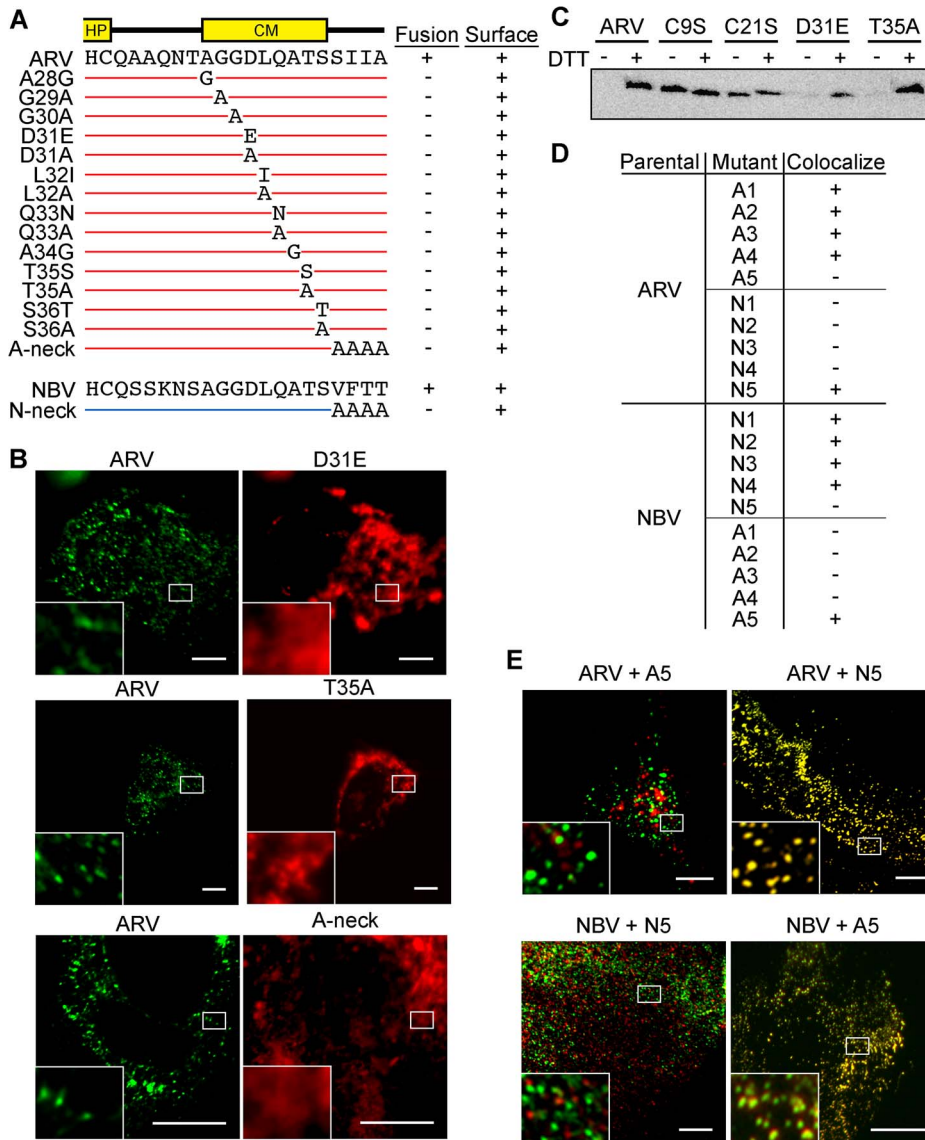 A
HP CM
Fusion Surface
ARV HCQAAQNTAGGDLQATSSIIA + +
A28G G - +
G29A A - +
G30A A - +
D31E E - +
D31A A - +
L32I I - +
L32A A - +
Q33N N - +
Q33A A - +
A34G G - +
T35S S - +
T35A A - +
S36T T - +
S36A A - +
A-neck AAAA - +
NBV HCQSSKNSAGGDLQATSVFTT + +
N-neck AAAA - +
B
ARV D31E
ARV T35A
ARV A-neck
C
ARV C9S C21S D31E T35A
DTT - + - + - + - + - +
D
Parental Mutant Colocalize
A1 +
A2 +
A3 +
A4 +
A5 -
ARV
N1 -
N2 -
N3 -
N4 -
N5 +
N1 +
N2 +
N3 +
N4 +
N5 -
NBV
A1 -
A2 -
A3 -
A4 -
A5 +
E
ARV + A5 ARV + N5
NBV + N5 NBV + A5